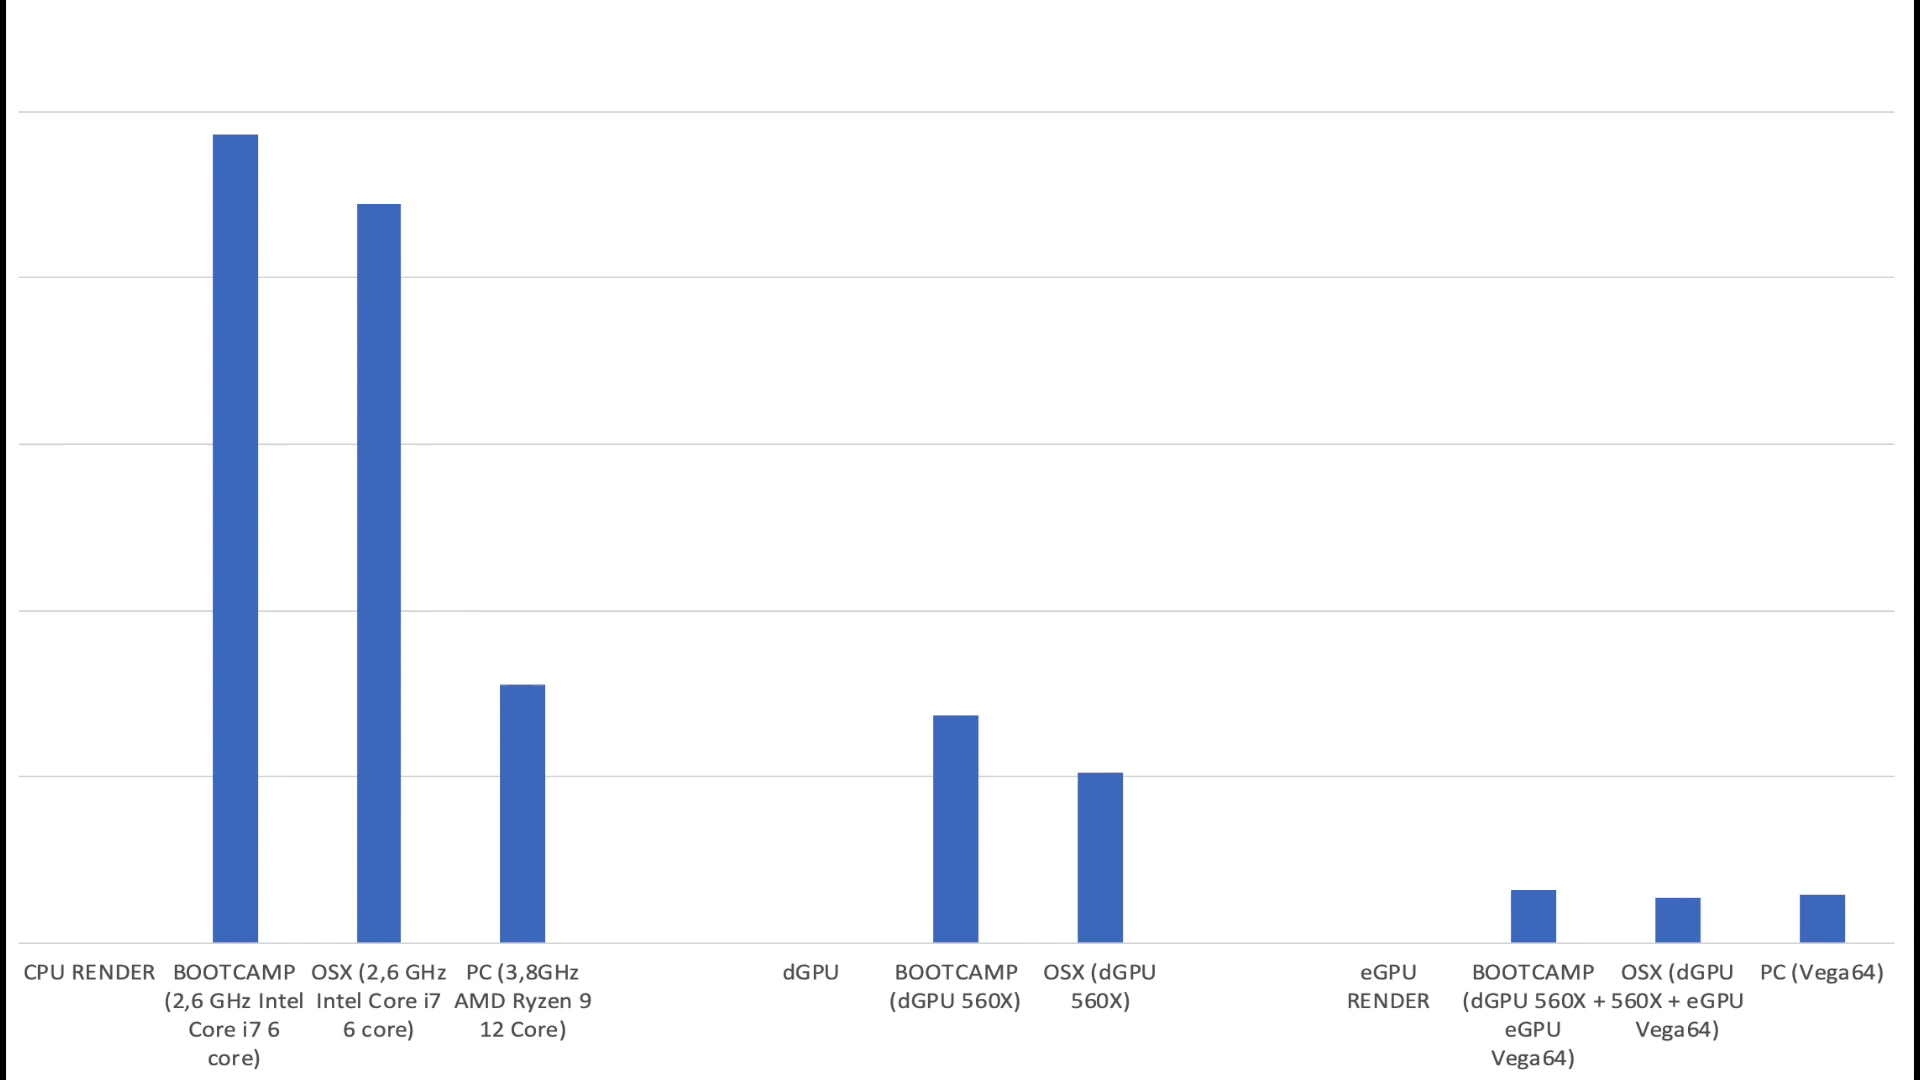 CPU RENDER
BOOTCAMP
(2,6 GHz Intel
Core i7 6
core)
OSX (2,6 GHz
Intel Core i7
6 core)
PC (3,8GHz
AMD Ryzen 9
12 Core)
dGPU
BOOTCAMP
(dGPU 560X)
OSX (dGPU
560X)
eGPU
RENDER
BOOTCAMP
(dGPU 560X +
eGPU
Vega64)
OSX (dGPU
560X + eGPU
Vega64)
PC (Vega64)